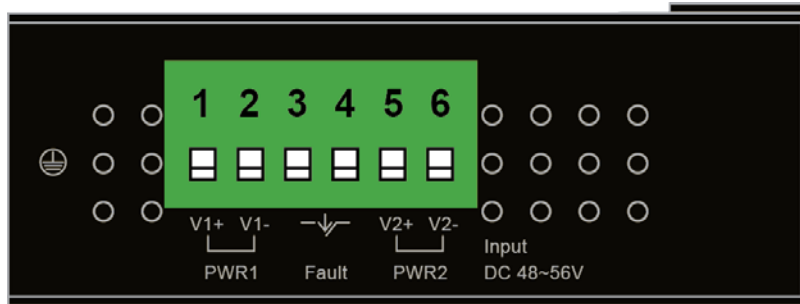 1 2 3 4 5 6
V1+ V1- V2+ V2-
PWR1 Fault PWR2
Input
DC 48~56V